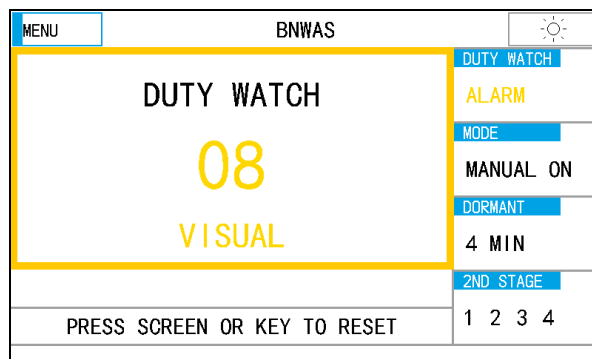 MENU
BNWAS
DUTY WATCH
08
VISUAL
PRESS SCREEN OR KEY TO RESET
DUTY WATCH
ALARM
MODE
MANUAL ON
DORMANT
4 MIN
2ND STAGE
1 2 3 4